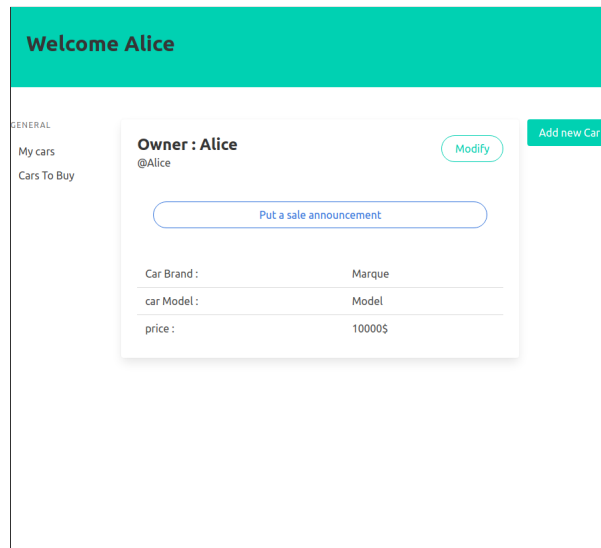 Welcome Alice
GENERAL
My cars
Cars To Buy
Owner : Alice
@Alice
Modify
Add new Car
Put a sale announcement
Car Brand : Marque
car Model : Model
price : 10000$